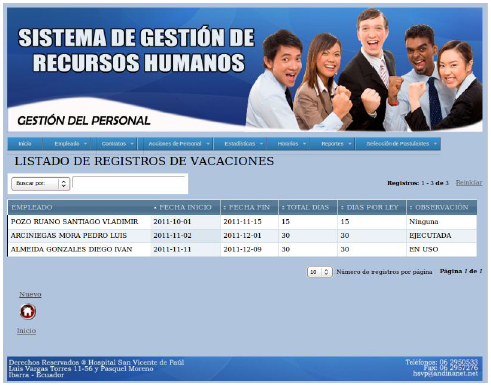 SISTEMA DE GESTIÓN DE
RECURSOS HUMANOS
GESTIÓN DEL PERSONAL
Inicio Empleado Contratos Acciones de Personal Estadísticas Horarios Reportes Selección de Postulantes
LISTADO DE REGISTROS DE VACACIONES
Buscar por: Registros: 1 - 3 de 3 Reiniciar
EMPLEADO FECHA INICIO FECHA FIN TOTAL DIAS DIAS POR LEY OBSERVACIÓN
POZO RUANO SANTIAGO VLADIMIR 2011-10-01 2011-11-15 15 15 Ninguna
ARCINIEGAS MORA PEDRO LUIS 2011-11-02 2011-12-01 30 30 EJECUTADA
ALMEIDA GONZALES DIEGO IVAN 2011-11-11 2011-12-09 30 30 EN USO
10 Número de registros por página Página 1 de 1
Nuevo
Inicio
Derechos Reservados @ Hospital San Vicente de Paúl
Luis Vargas Torres 11-56 y Pasquel Monroe
Ibarra - Ecuador
Teléfonos: 06 2950533
Fax: 06 2957276
hsvp@andinanet.net